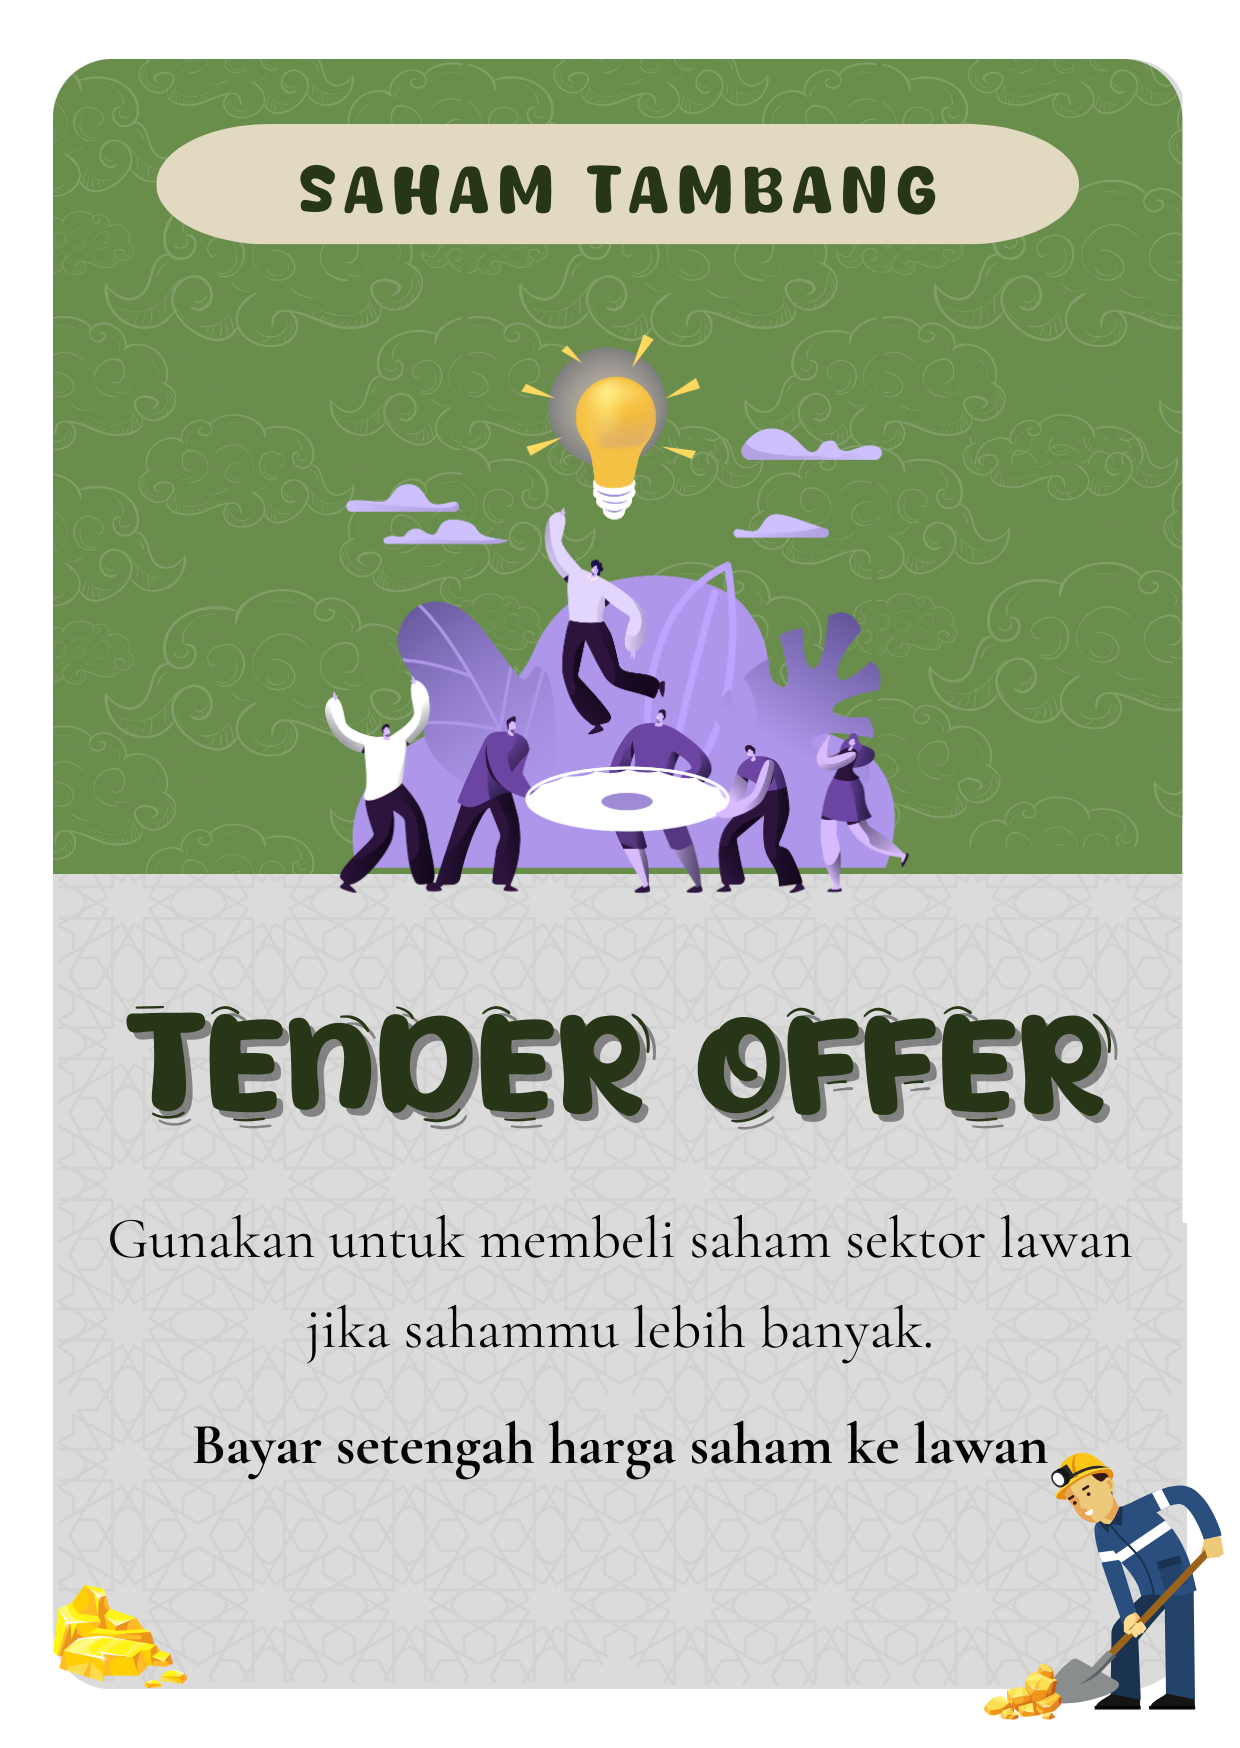 SAHAM TAMBANG
TENDER OFFER
Gunakan untuk membeli saham sektor lawan
jika sahammu lebih banyak.
Bayar setengah harga saham ke lawan